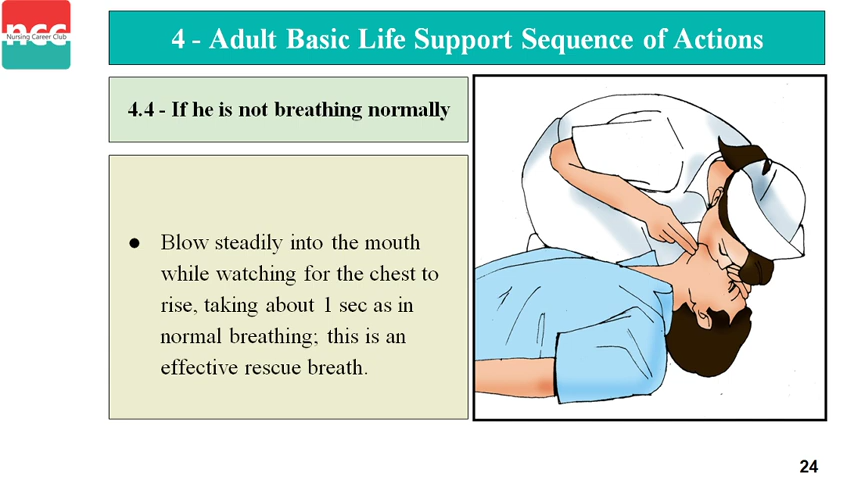 ncc
Nursing Career Club
4 - Adult Basic Life Support Sequence of Actions
4.4 - If he is not breathing normally
● Blow steadily into the mouth
while watching for the chest to
rise, taking about 1 sec as in
normal breathing; this is an
effective rescue breath.
24